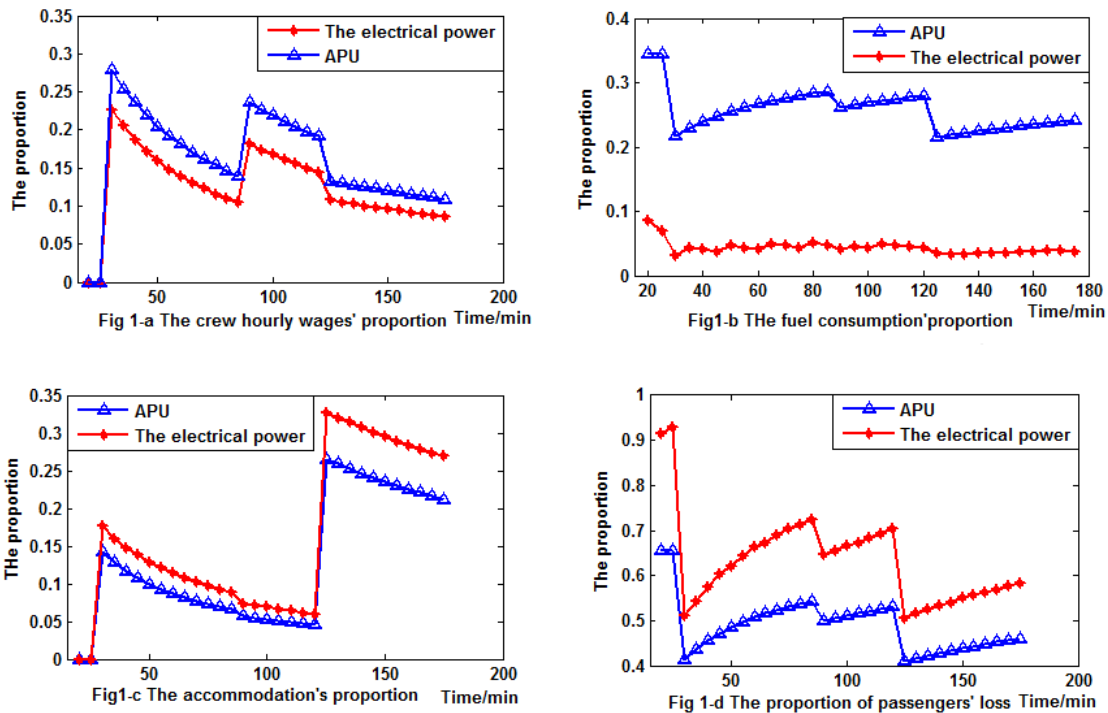 0.35
0.3
0.25
0.2
0.15
0.1
0.05
0
The proportion
The electrical power
APU
50
100
150
200
Fig 1-a The crew hourly wages' proportion
Time/min
0.4
0.3
0.2
0.1
0
The proportion
APU
The electrical power
20
40
60
80
100
120
140
160
180
Fig1-b THe fuel consumption'proportion
Time/min
0.35
0.3
0.25
0.2
0.15
0.1
0.05
0
THe proportion
APU
The electrical power
50
100
150
200
Fig1-c The accommodation's proportion
Time/min
1
0.9
0.8
0.7
0.6
0.5
0.4
The proportion
APU
The electrical power
50
100
150
200
Fig 1-d The proportion of passengers' loss
Time/min